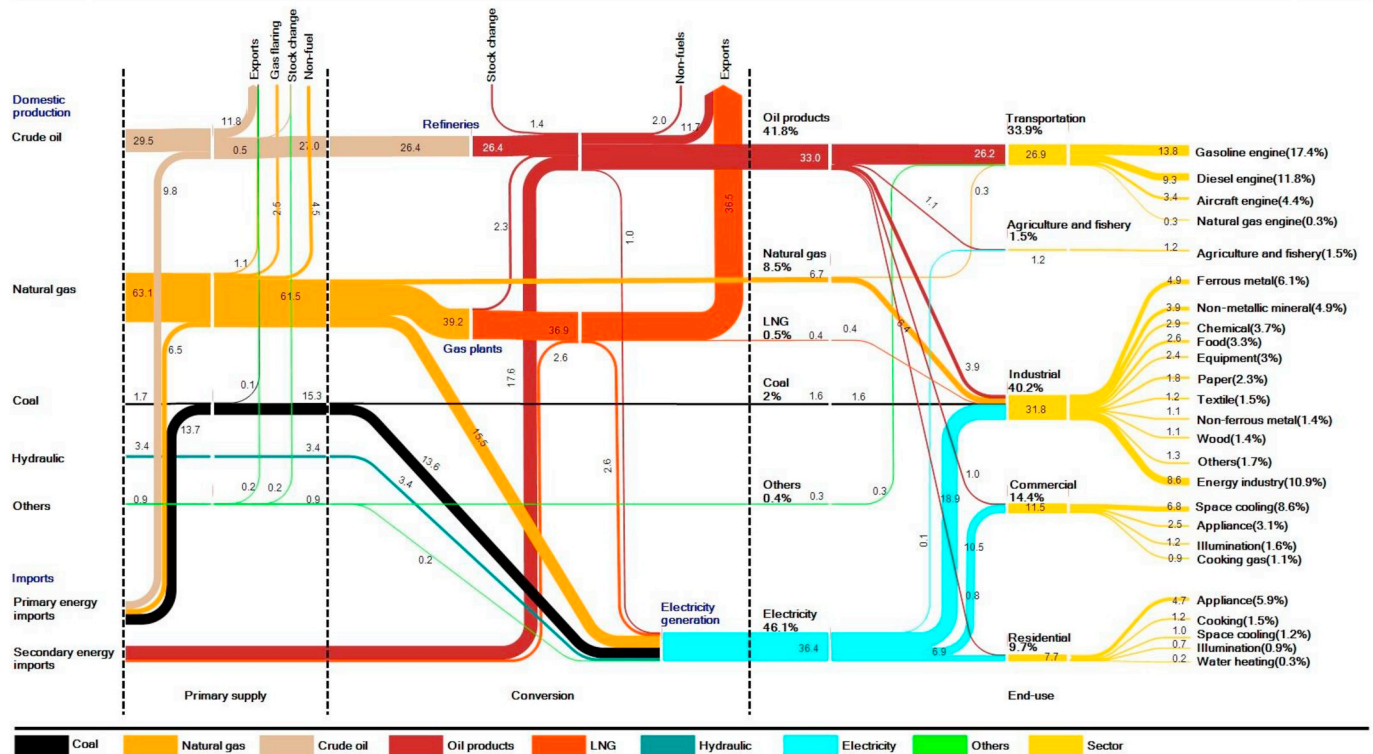 Exports
Gas flaring
Stock change
Non-fuel
Stock change
Non-fuels
Exports
Domestic
production
Crude oil
29.5
11.8
0.5
27.0
9.8
2.5
4.5
Refineries
26.4
26.4
1.4
2.0
11.7
2.3
1.0
36.5
Oil products
41.8%
33.0
26.2
Transportation
33.9%
26.9
13.8
Gasoline engine(17.4%)
9.3
Diesel engine(11.8%)
3.4
Aircraft engine(4.4%)
0.3
Natural gas engine(0.3%)
0.3
1.1
Agriculture and fishery
1.5%
1.2
1.2
Agriculture and fishery(1.5%)
Natural gas
63.1
1.1
61.5
6.5
39.2
Gas plants
36.9
2.6
17.6
Natural gas
8.5%
6.7
6.4
LNG
0.5%
0.4
0.4
3.9
Coal
1.7
0.1
15.3
13.7
Coal
2%
1.6
1.6
Industrial
40.2%
31.8
4.9
Ferrous metal(6.1%)
3.9
Non-metallic mineral(4.9%)
2.9
Chemical(3.7%)
2.6
Food(3.3%)
2.4
Equipment(3%)
1.8
Paper(2.3%)
1.2
Textile(1.5%)
1.1
Non-ferrous metal(1.4%)
1.1
Wood(1.4%)
1.3
Others(1.7%)
8.6
Energy industry(10.9%)
Hydraulic
3.4
3.4
13.6
15.5
3.4
2.6
Others
0.9
0.2
0.2
0.9
0.2
Others
0.4%
0.3
0.3
18.9
0.1
1.0
10.5
0.8
Commercial
14.4%
11.5
6.8
Space cooling(8.6%)
2.5
Appliance(3.1%)
1.2
Illumination(1.6%)
0.9
Cooking gas(1.1%)
Imports
Primary energy
imports
Secondary energy
imports
Electricity
generation
Electricity
46.1%
36.4
6.9
Residential
9.7%
7.7
4.7
Appliance(5.9%)
1.2
Cooking(1.5%)
1.0
Space cooling(1.2%)
0.7
Illumination(0.9%)
0.2
Water heating(0.3%)
Primary supply
Conversion
End-use
Coal
Natural gas
Crude oil
Oil products
LNG
Hydraulic
Electricity
Others
Sector